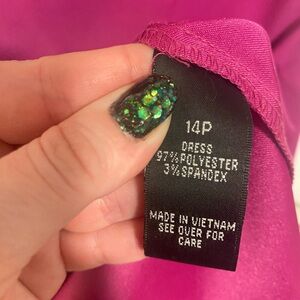 14P
DRESS
97%POLYESTER
3%SPANDEX
MADE IN VIETNAM
SEE OVER FOR
CARE